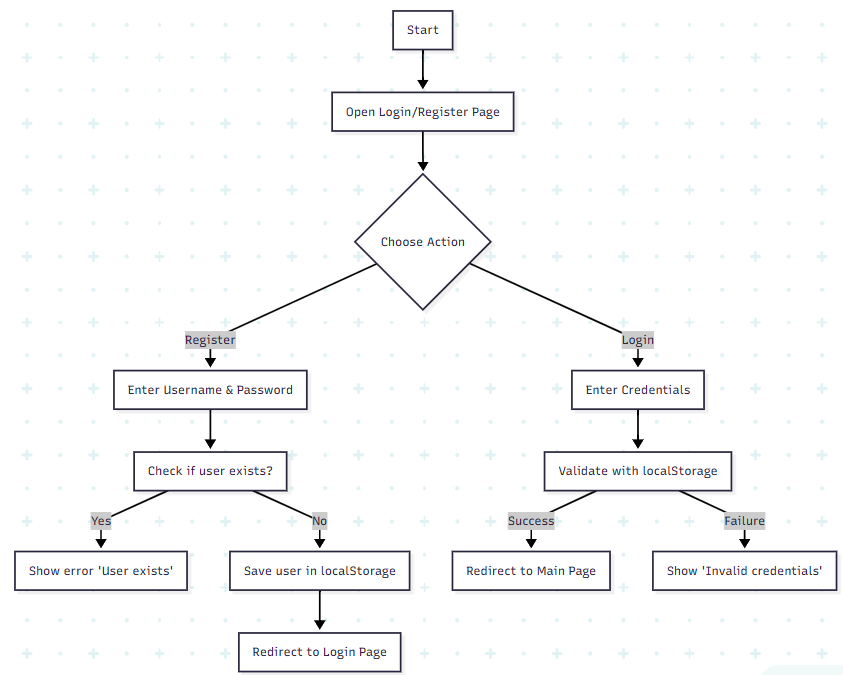 Start
Open Login/Register Page
Choose Action
Register
Login
Enter Username & Password
Enter Credentials
Check if user exists?
Validate with localStorage
Yes
No
Success
Failure
Show error 'User exists'
Save user in localStorage
Redirect to Main Page
Show 'Invalid credentials'
Redirect to Login Page